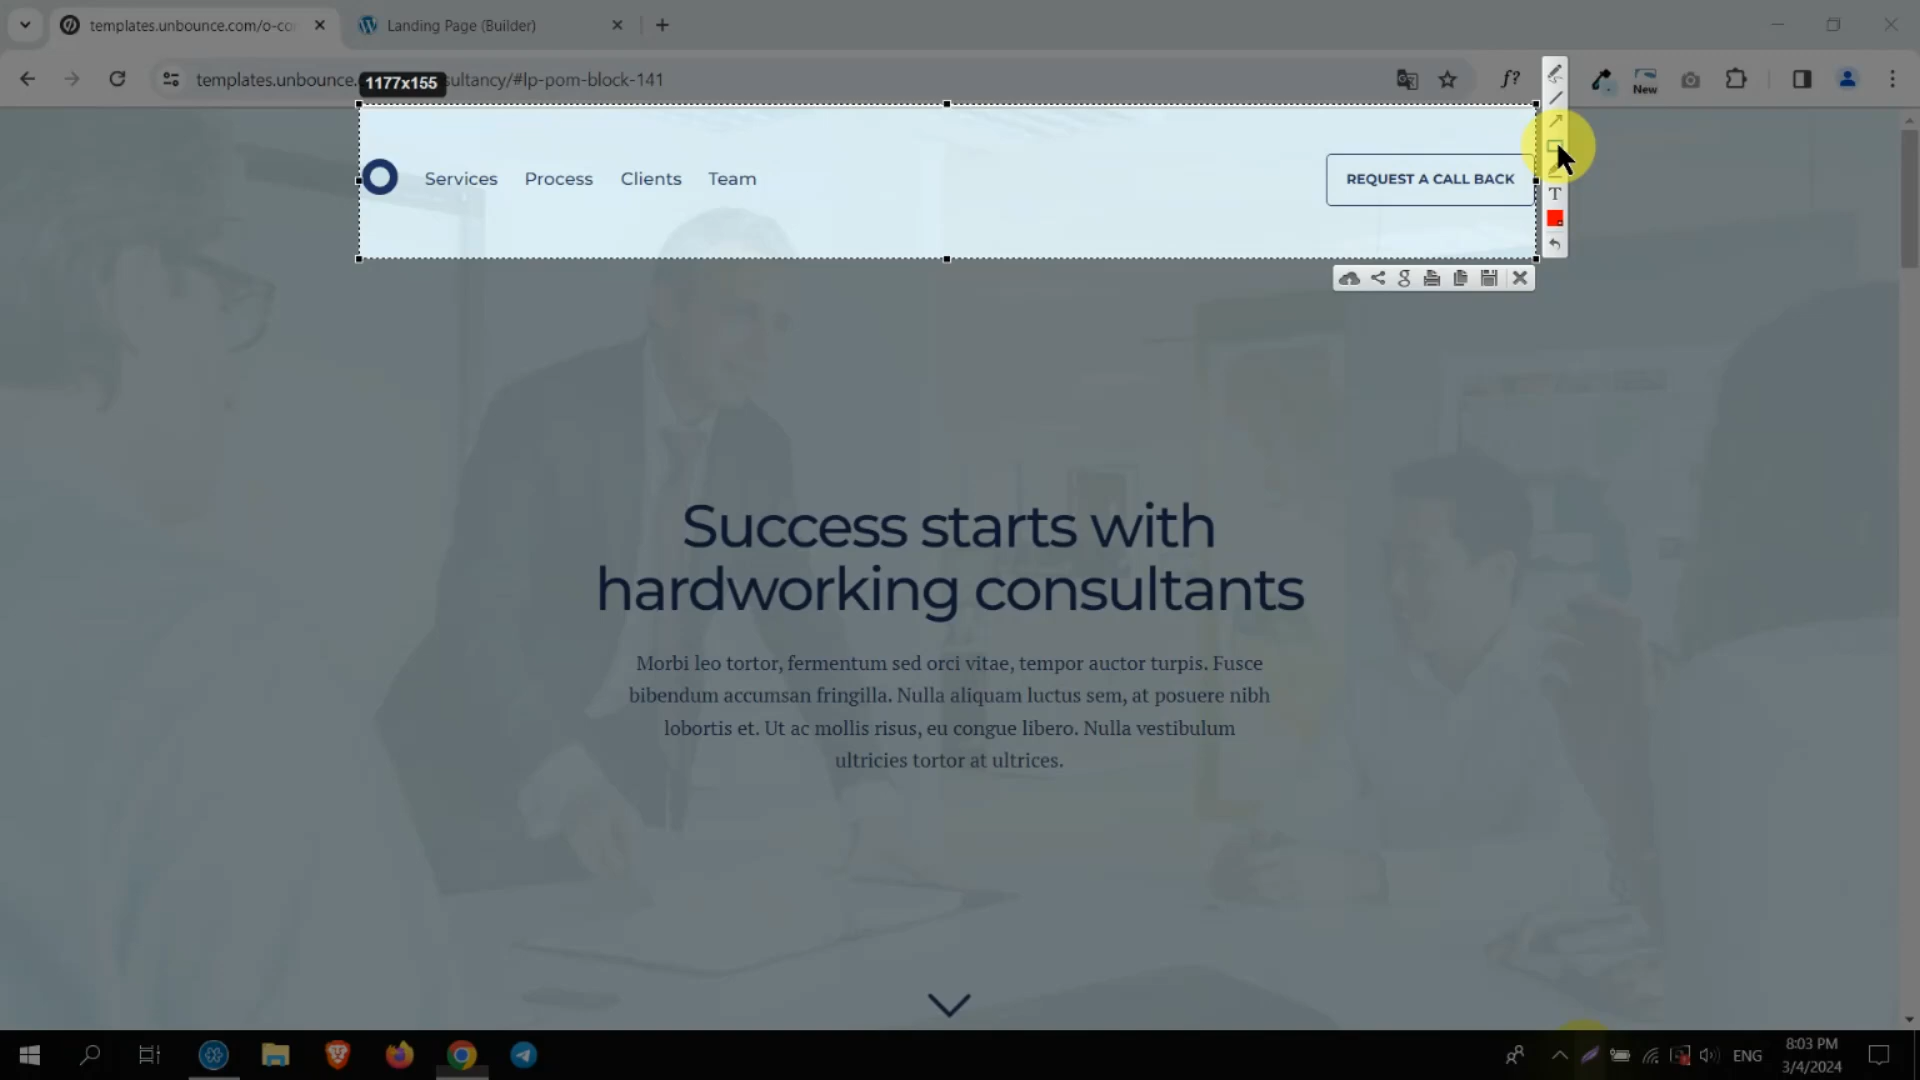 templates.unbounce.com/o-co
Landing Page (Builder)
templates.unbounce.
1177x155
sultancy/#lp-pom-block-141
f?
New
Services
Process
Clients
Team
REQUEST A CALL BACK
T
g
Success starts with
hardworking consultants
Morbi leo tortor, fermentum sed orci vitae, tempor auctor turpis. Fusce
bibendum accumsan fringilla. Nulla aliquam luctus sem, at posuere nibh
lobortis et. Ut ac mollis risus, eu congue libero. Nulla vestibulum
ultricies tortor at ultrices.
ENG
8:03 PM
3/4/2024